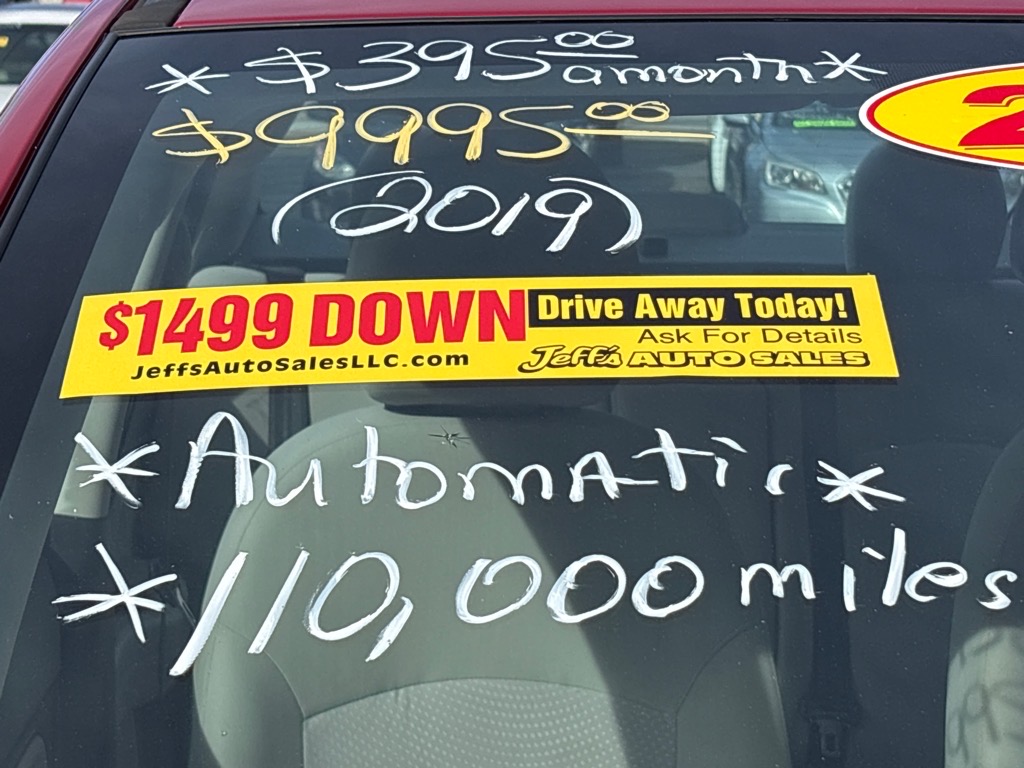 * $395.00 a month *
$9995.00
(2019)
$1499 DOWN
JeffsAutoSalesLLC.com
Drive Away Today!
Ask For Details
Jeff's AUTO SALES
*Automatic*
*110,000 miles
2